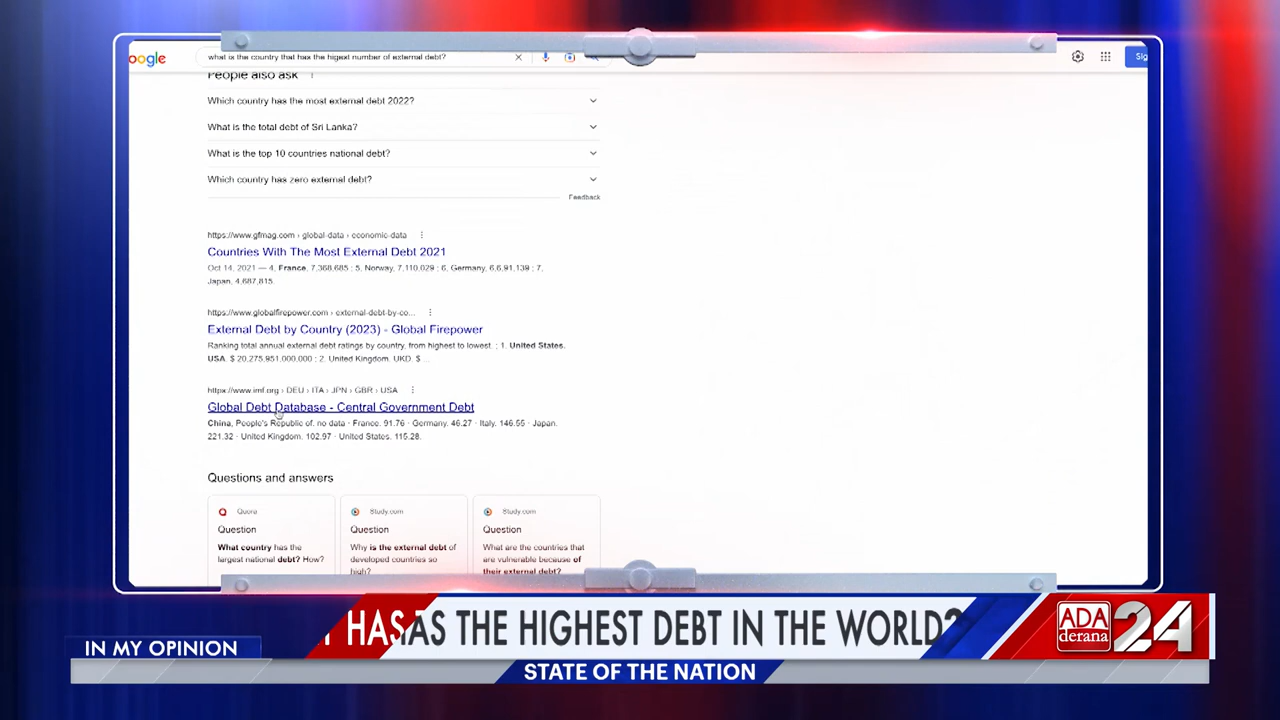 oogle
what is the country that has the higest number of external debt?
Sig
People also ask
Which country has the most external debt 2022?
What is the total debt of Sri Lanka?
What is the top 10 countries national debt?
Which country has zero external debt?
Feedback
https://www.gfmag.com › global-data › economic-data
Countries With The Most External Debt 2021
Oct 14, 2021 — 4, France, 7,368,685 ; 5, Norway, 7,110,029 ; 6, Germany, 6,6,91,139 ; 7,
Japan, 4,687,815.
https://www.globalfirepower.com › external-debt-by-co...
External Debt by Country (2023) - Global Firepower
Ranking total annual external debt ratings by country, from highest to lowest. ; 1. United States.
USA. $ 20,275,951,000,000 ; 2. United Kingdom. UKD. $ ...
https://www.imf.org › DEU › ITA › JPN › GBR › USA
Global Debt Database - Central Government Debt
China, People's Republic of. no data · France. 91.76 · Germany. 46.27 · Italy. 146.55 · Japan.
221.32 · United Kingdom. 102.97 · United States. 115.28.
Questions and answers
Quora
Question
What country has the
largest national debt? How?
Study.com
Question
Why is the external debt of
developed countries so
high?
Study.com
Question
What are the countries that
are vulnerable because of
their external debt?
HAS AS THE HIGHEST DEBT IN THE WORLD?
ADA
derana
24
IN MY OPINION
STATE OF THE NATION